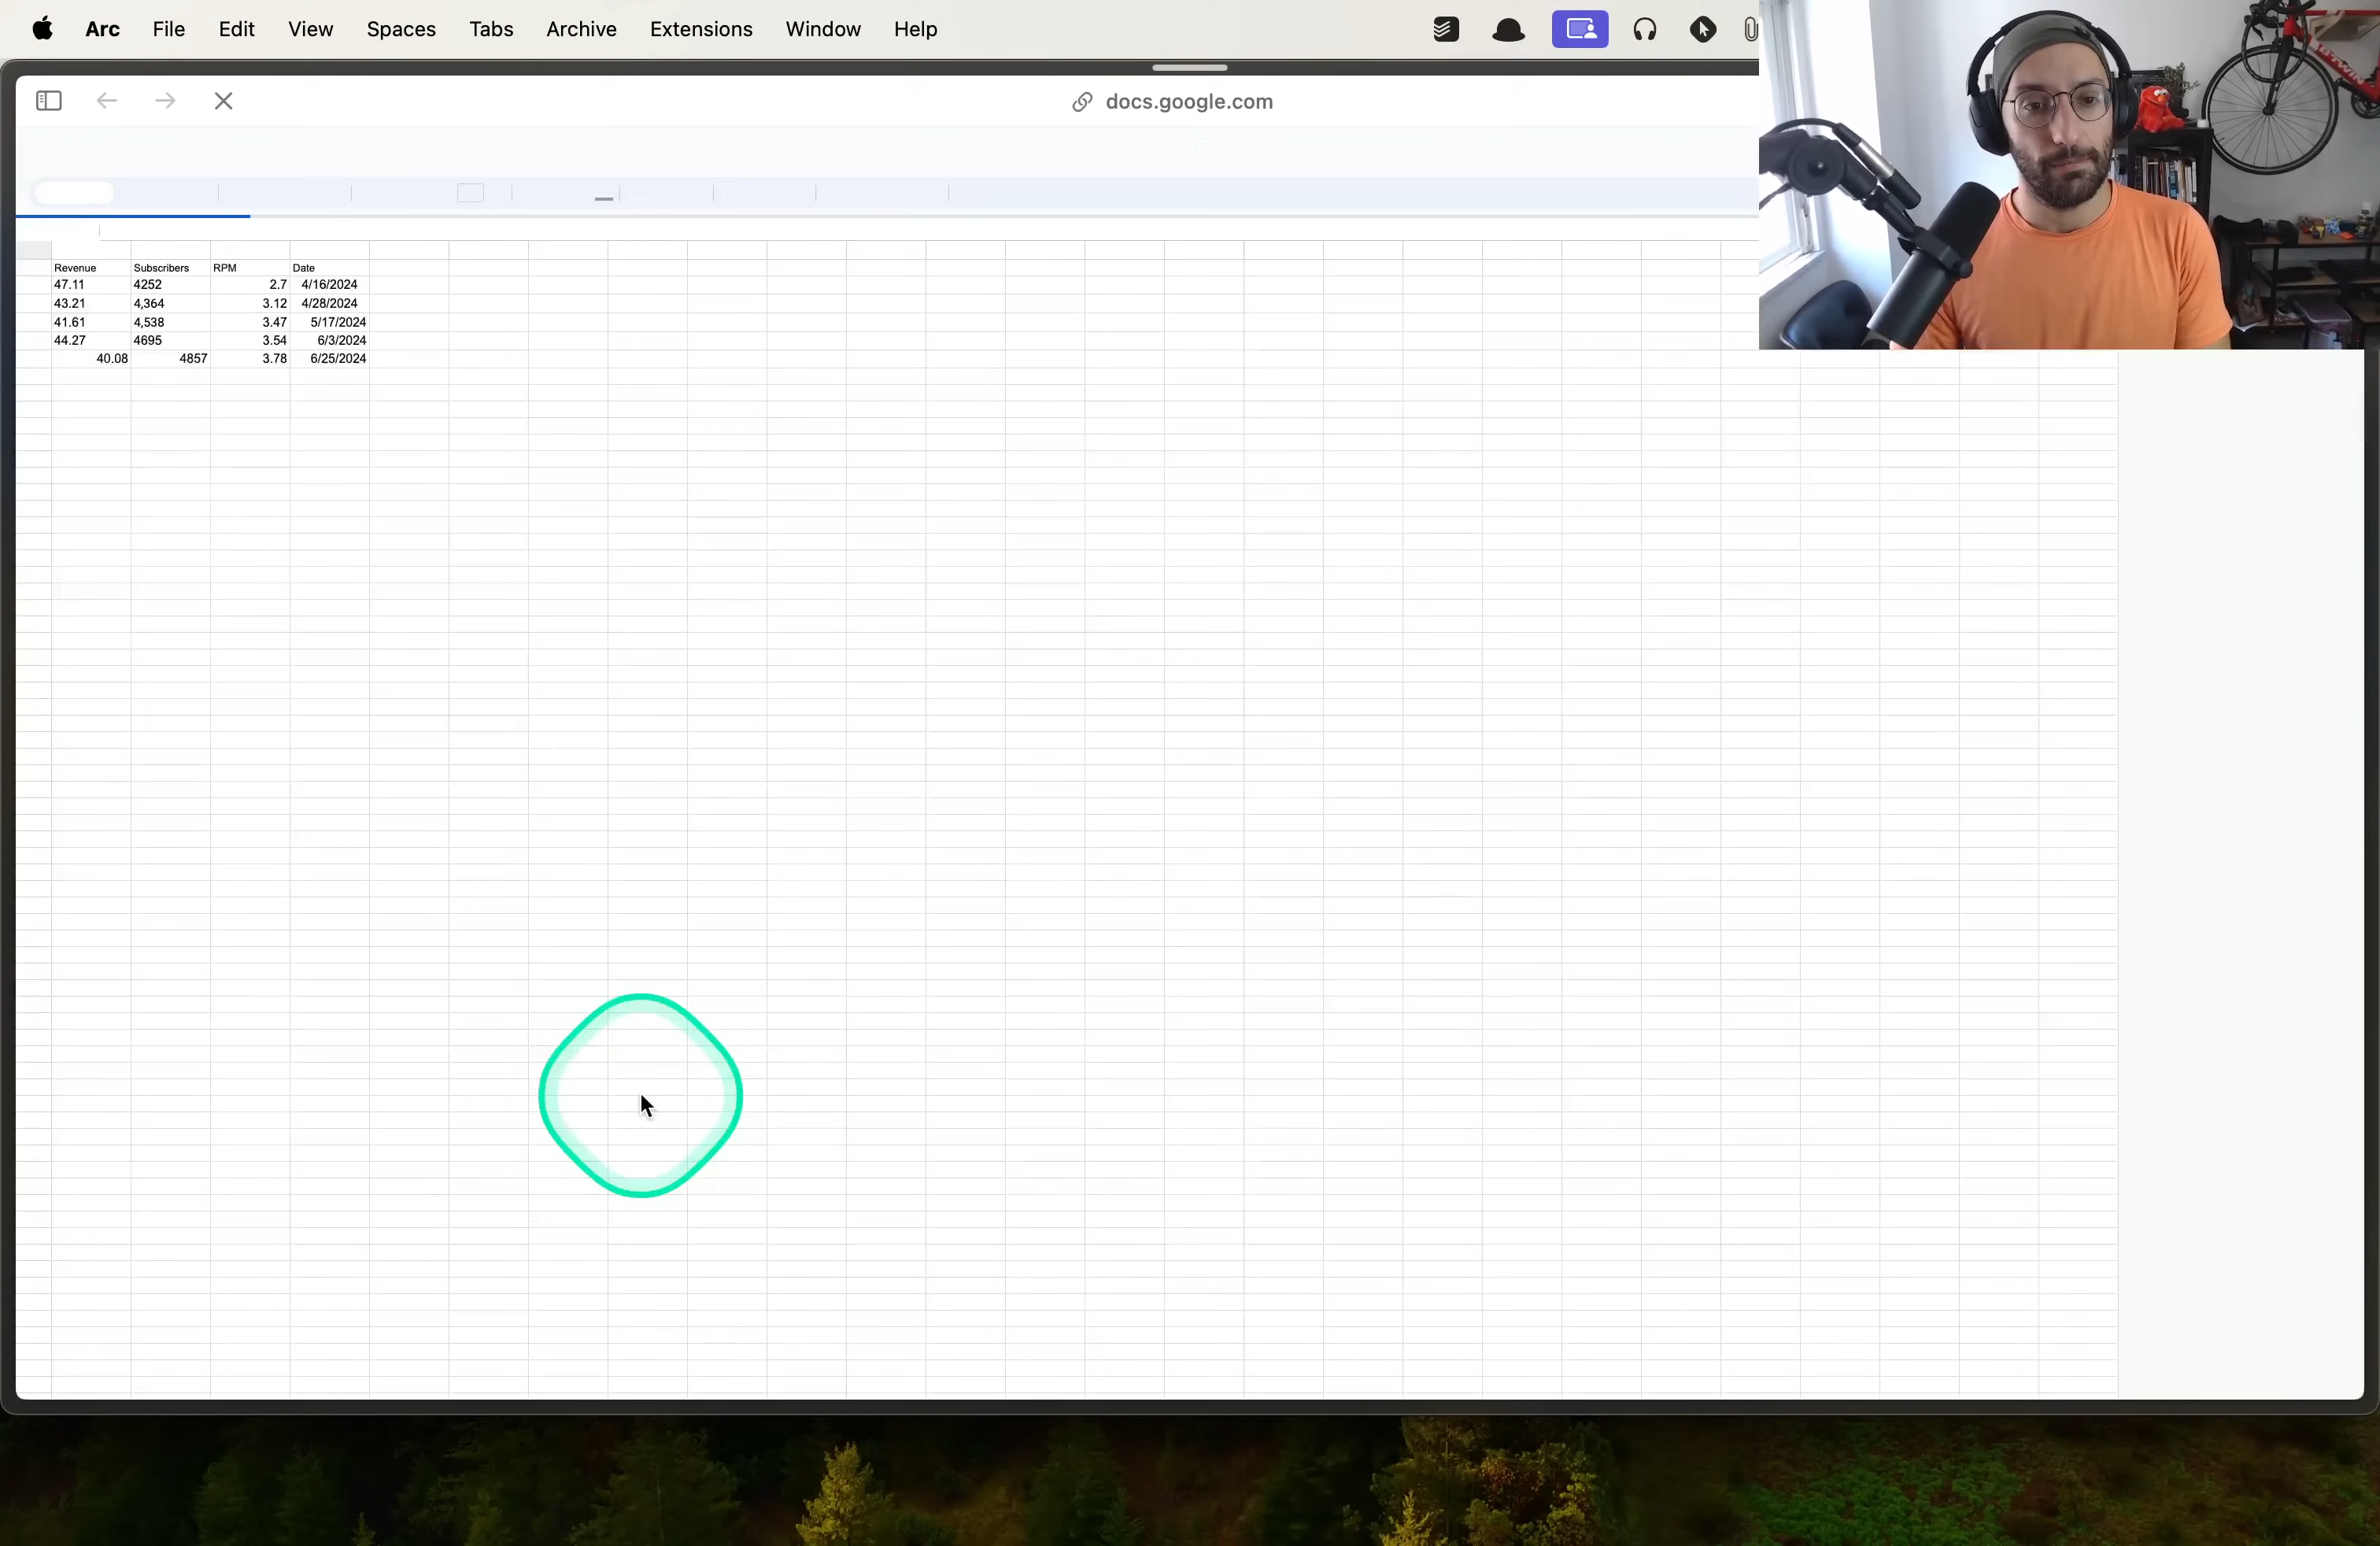 Arc File Edit View Spaces Tabs Archive Extensions Window Help
docs.google.com
Revenue Subscribers RPM Date
47.11 4252 2.7 4/16/2024
43.21 4,364 3.12 4/28/2024
41.61 4,538 3.47 5/17/2024
44.27 4695 3.54 6/3/2024
40.08 4857 3.78 6/25/2024